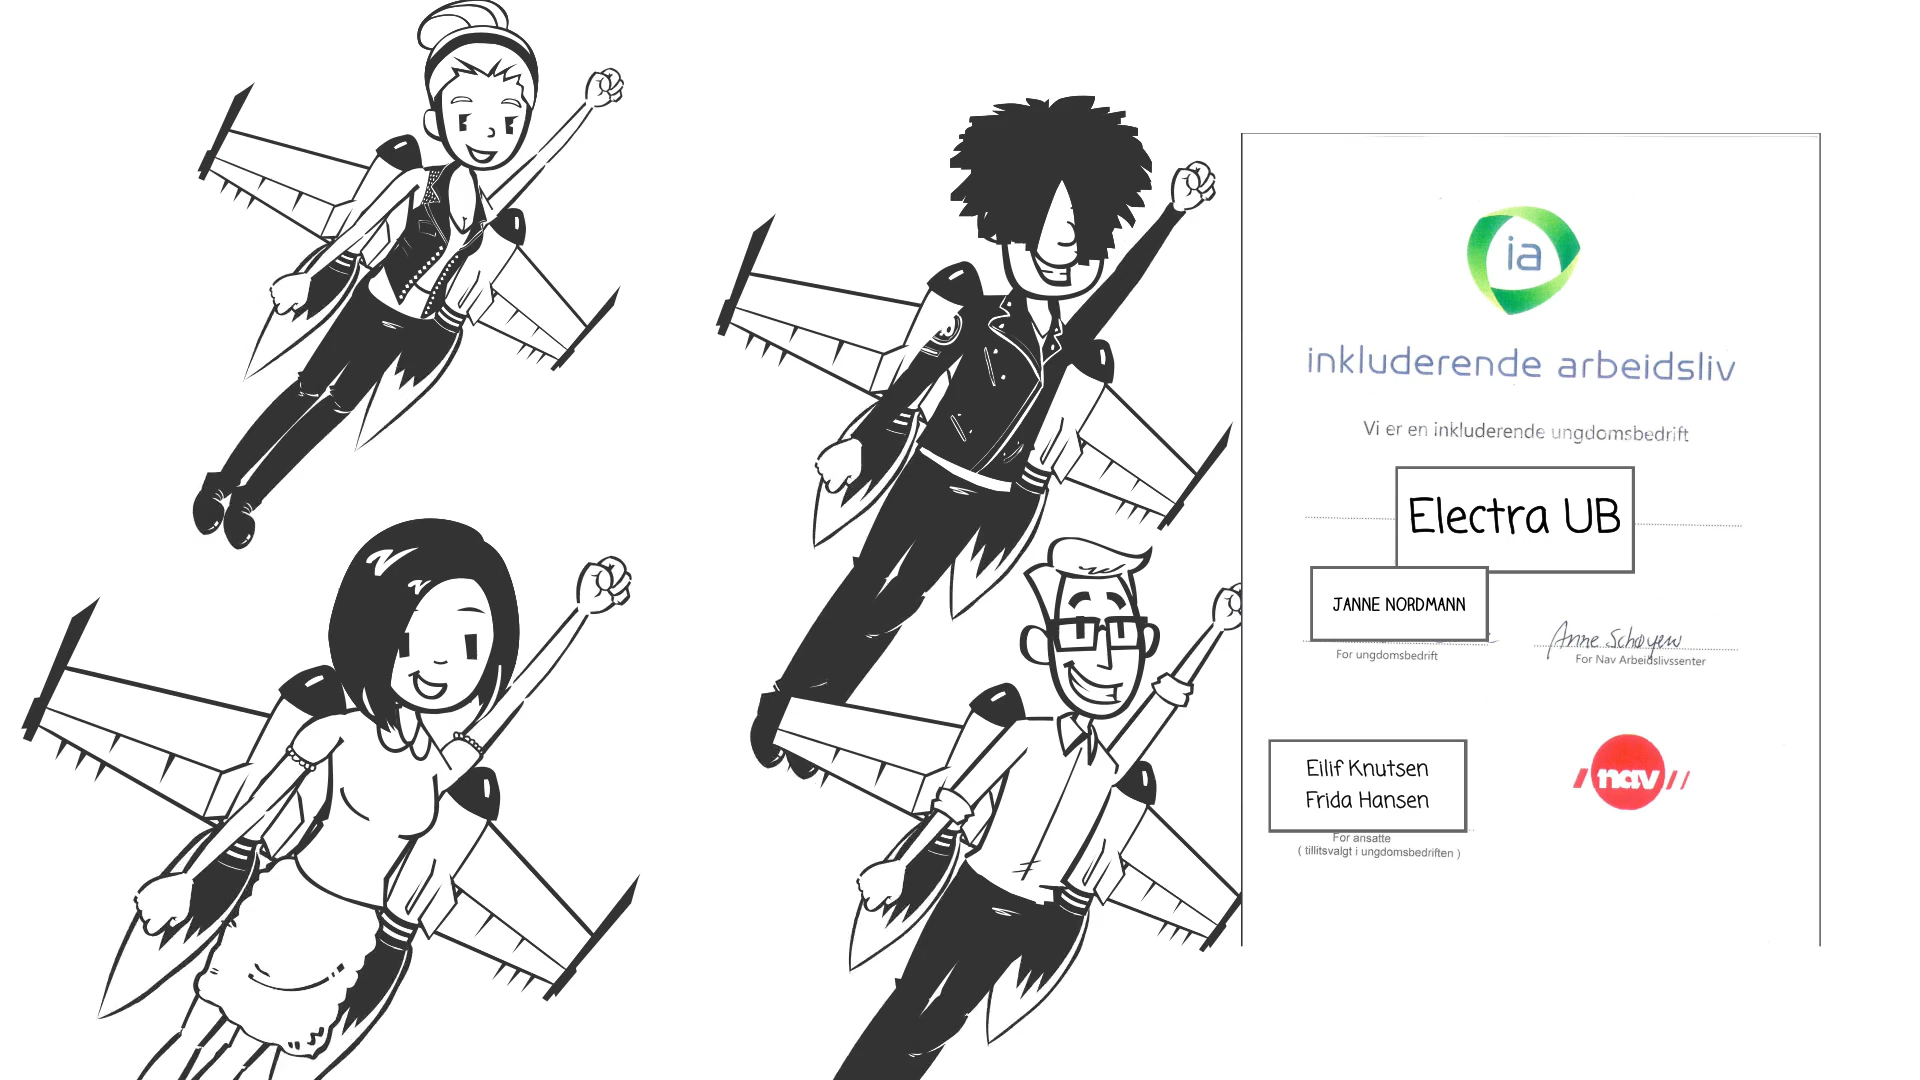 ia
inkluderende arbeidsliv
Vi er en inkluderende ungdomsbedrift
Electra UB
JANNE NORDMANN
Anne Schøyen
For ungdomsbedrift
For Nav Arbeidslivssenter
Eilif Knutsen
Frida Hansen
nav
For ansatte
( tillitsvalgt i ungdomsbedriften )